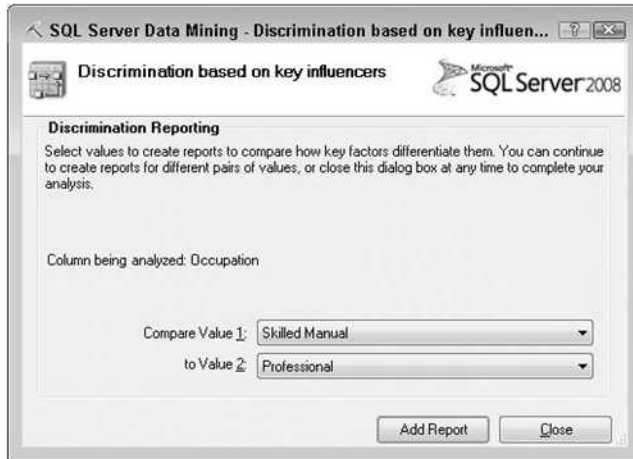 SQL Server Data Mining - Discrimination based on key influen...
Discrimination based on key influencers
Microsoft
SQL Server 2008
Discrimination Reporting
Select values to create reports to compare how key factors differentiate them. You can continue
to create reports for different pairs of values, or close this dialog box at any time to complete your
analysis.
Column being analyzed: Occupation
Compare Value 1: Skilled Manual
to Value 2: Professional
Add Report Close